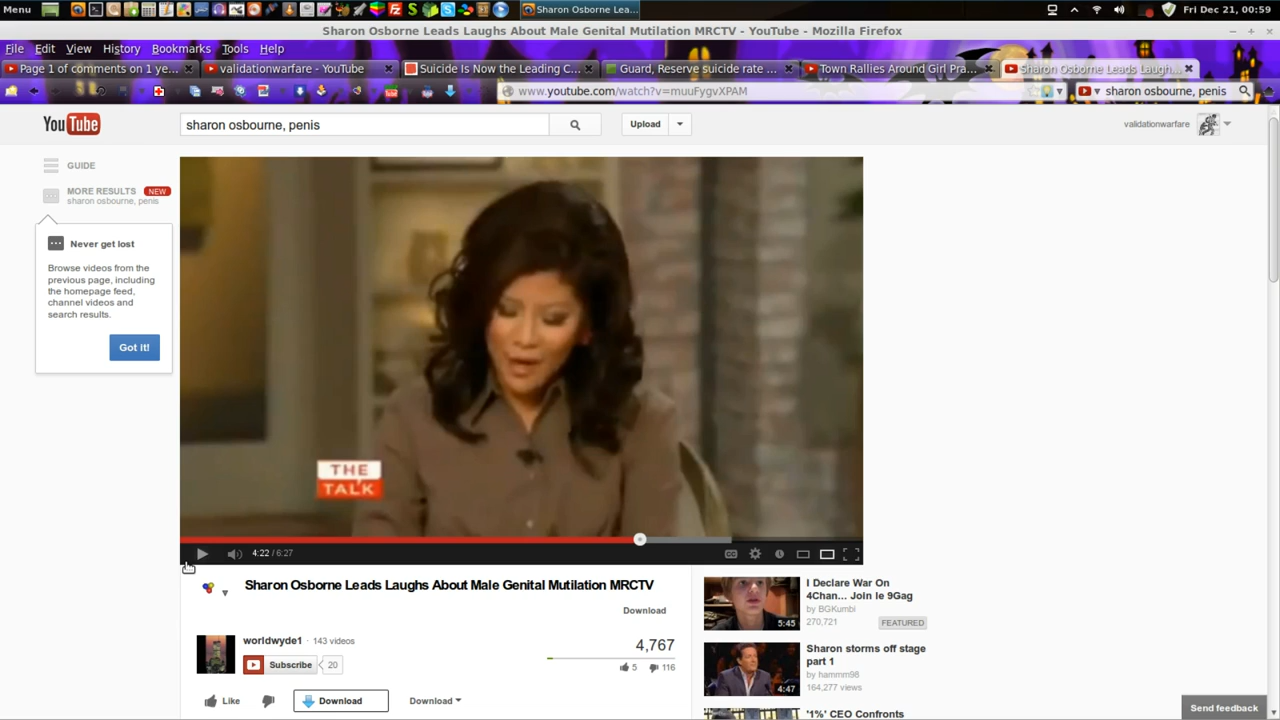 Menu
Sharon Osborne Lea...
Fri Dec 21, 00:59
Sharon Osborne Leads Laughs About Male Genital Mutilation MRCTV - YouTube - Mozilla Firefox
File Edit View History Bookmarks Tools Help
Page 1 of comments on 1 ye...
validationwarfare - YouTube
Suicide Is Now the Leading C...
Guard, Reserve suicide rate ...
Town Rallies Around Girl Pra...
Sharon Osborne Leads Laugh...
www.youtube.com/watch?v=muuFygvXPAM
sharon osbourne, penis
YouTube
sharon osbourne, penis
Upload
validationwarfare
GUIDE
MORE RESULTS NEW
sharon osbourne, penis
Never get lost
Browse videos from the
previous page, including
the homepage feed,
channel videos and
search results.
Got it!
THE
TALK
4:22 / 6:27
Sharon Osborne Leads Laughs About Male Genital Mutilation MRCTV
Download
worldwyde1 · 143 videos
Subscribe 20
4,767
5 116
Like
Download
Download
5:45
I Declare War On
4Chan... Join le 9Gag
by BGKumbi
270,721 FEATURED
4:47
Sharon storms off stage
part 1
by hammm98
164,277 views
'1%' CEO Confronts
Send feedback